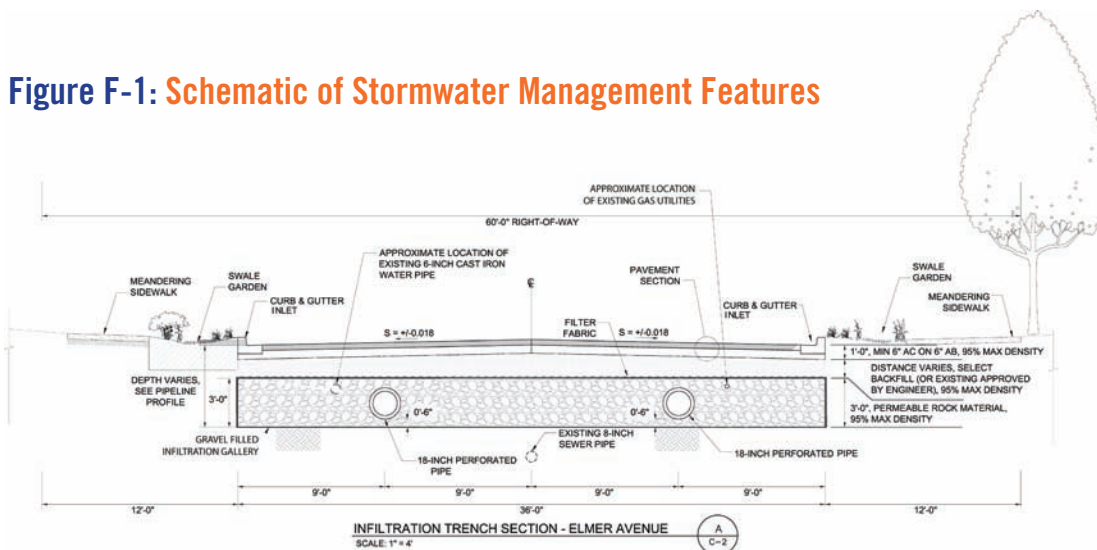 Figure F-1: Schematic of Stormwater Management Features
APPROXIMATE LOCATION
OF EXISTING GAS UTILITIES
60'-0" RIGHT-OF-WAY
APPROXIMATE LOCATION OF
EXISTING 6-INCH CAST IRON
WATER PIPE
MEANDERING
SIDEWALK
SWALE
GARDEN
CURB & GUTTER
INLET
PAVEMENT
SECTION
SWALE
GARDEN
CURB & GUTTER
INLET
MEANDERING
SIDEWALK
S = +/-0.018
FILTER
FABRIC
S = +/-0.018
1'-0", MIN 6" AC ON 6" AB, 95% MAX DENSITY
DISTANCE VARIES, SELECT
BACKFILL (OR EXISTING APPROVED
BY ENGINEER), 95% MAX DENSITY
3'-0", PERMEABLE ROCK MATERIAL,
95% MAX DENSITY
DEPTH VARIES,
SEE PIPELINE
PROFILE
3'-0"
0'-6"
0'-6"
GRAVEL FILLED
INFILTRATION GALLERY
18-INCH PERFORATED
PIPE
EXISTING 8-INCH
SEWER PIPE
18-INCH PERFORATED PIPE
9'-0"
9'-0"
9'-0"
9'-0"
12'-0"
36'-0"
12'-0"
INFILTRATION TRENCH SECTION - ELMER AVENUE
SCALE: 1" = 4'
A
C-2